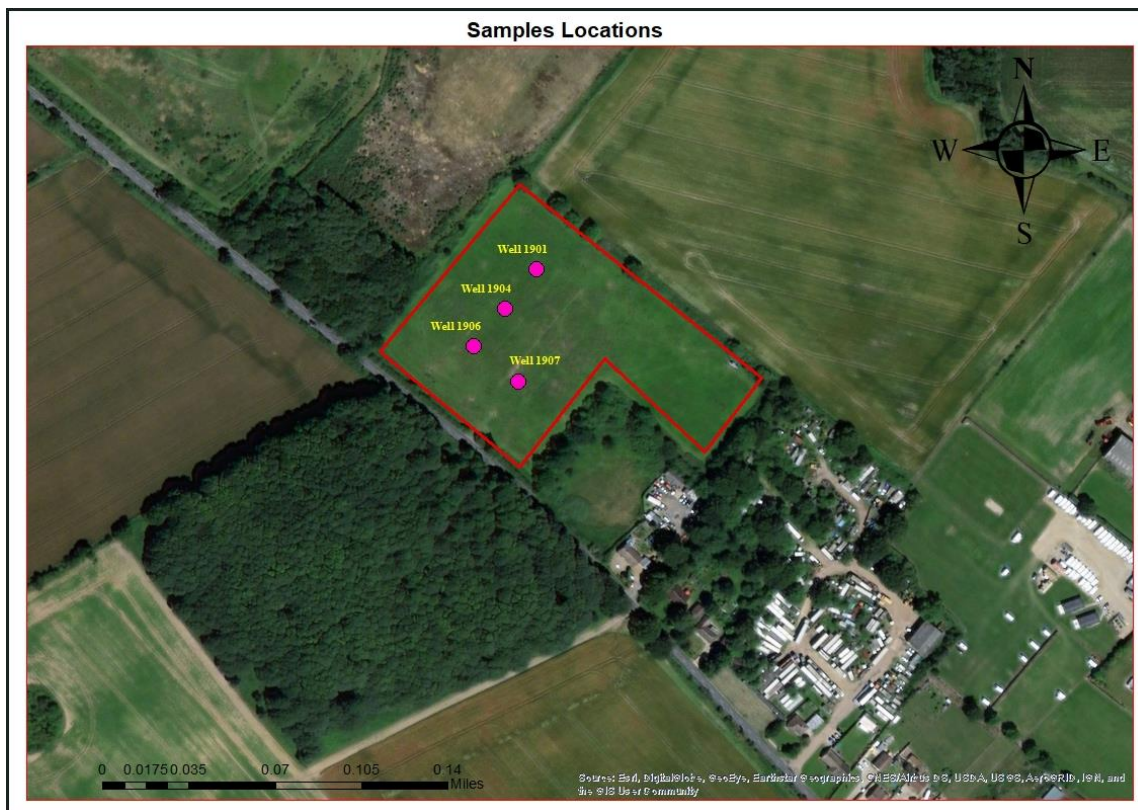 Samples Locations
N
W E
S
Well 1901
Well 1904
Well 1906
Well 1907
0 0.0175 0.035 0.07 0.105 0.14
Miles
Source: Esri, DigitalGlobe, GeoEye, Earthstar Geographics, CNES/Airbus DS, USDA, USGS, AeroGRID, IGN, and
the GIS User Community